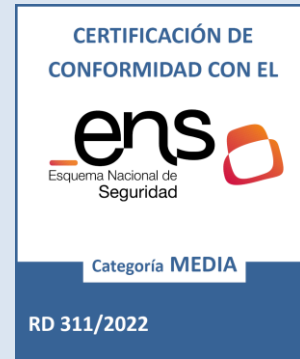 CERTIFICACIÓN DE
CONFORMIDAD CON EL
_ens
Esquema Nacional de
Seguridad
Categoría MEDIA
RD 311/2022